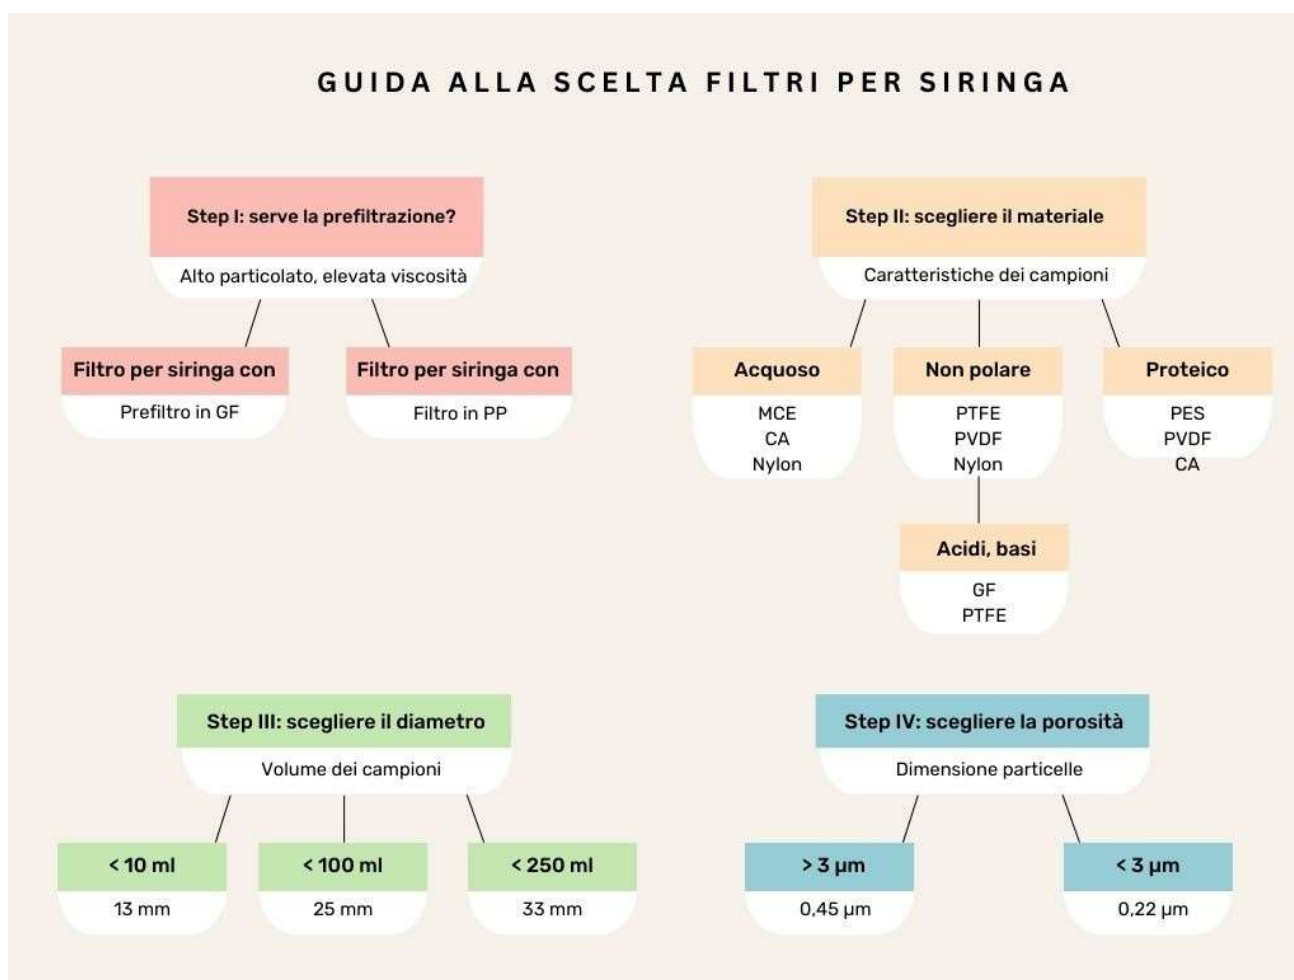 GUIDA ALLA SCELTA FILTRI PER SIRINGA
Step I: serve la prefiltrazione?
Alto particolato, elevata viscosità
Filtro per siringa con
Prefiltro in GF
Filtro per siringa con
Filtro in PP
Step II: scegliere il materiale
Caratteristiche dei campioni
Acquoso
MCE
CA
Nylon
Non polare
PTFE
PVDF
Nylon
Proteico
PES
PVDF
CA
Acidi, basi
GF
PTFE
Step III: scegliere il diametro
Volume dei campioni
< 10 ml
13 mm
< 100 ml
25 mm
< 250 ml
33 mm
Step IV: scegliere la porosità
Dimensione particelle
> 3 µm
0,45 µm
< 3 µm
0,22 µm